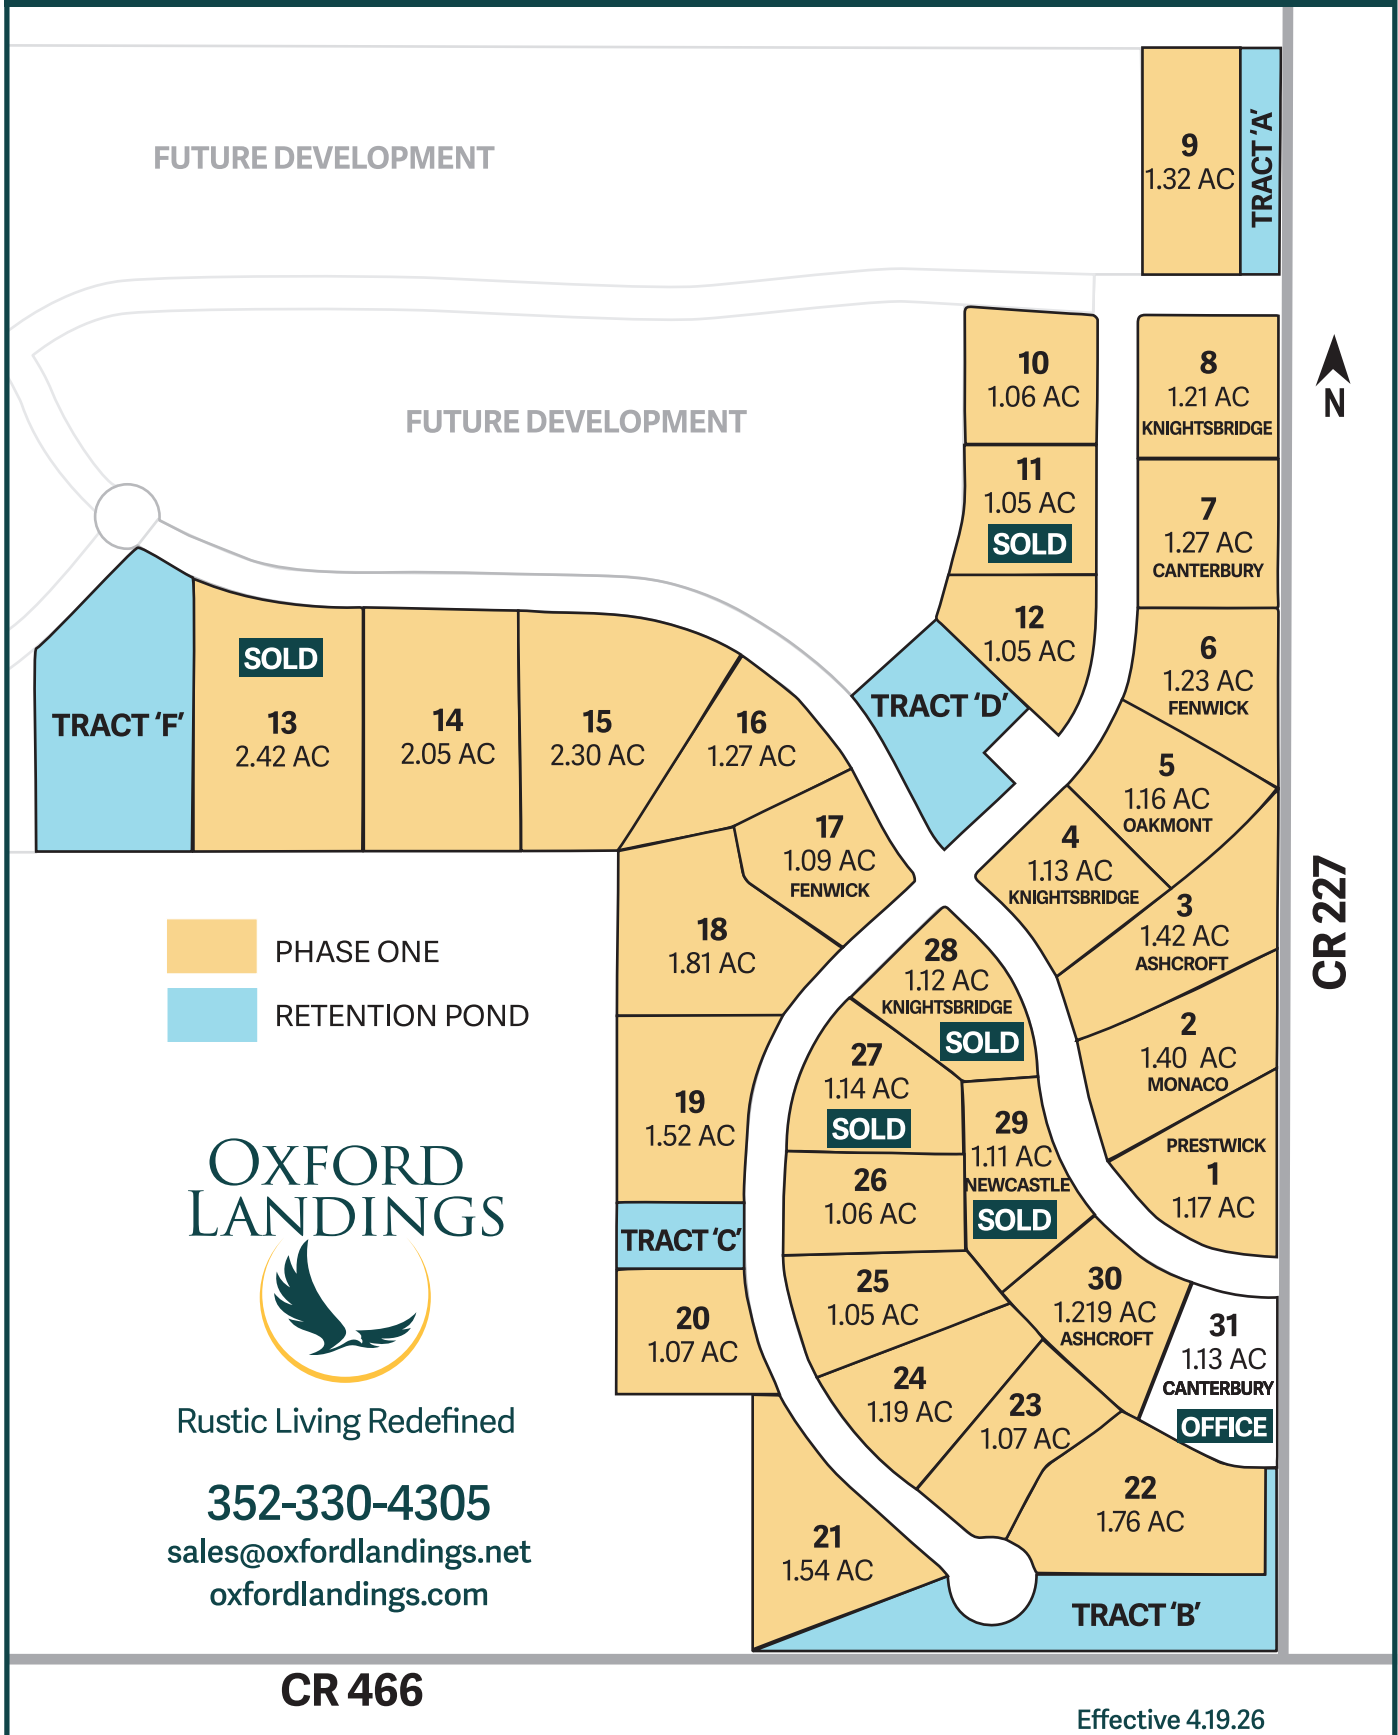 FUTURE DEVELOPMENT
9
1.32 AC
TRACT 'A'
FUTURE DEVELOPMENT
10
1.06 AC
8
1.21 AC
KNIGHTSBRIDGE
N
11
1.05 AC
SOLD
7
1.27 AC
CANTERBURY
12
1.05 AC
6
1.23 AC
FENWICK
TRACT 'F'
SOLD
13
2.42 AC
14
2.05 AC
15
2.30 AC
16
1.27 AC
TRACT 'D'
5
1.16 AC
OAKMONT
17
1.09 AC
FENWICK
4
1.13 AC
KNIGHTSBRIDGE
3
1.42 AC
ASHCROFT
CR 227
18
1.81 AC
28
1.12 AC
KNIGHTSBRIDGE
SOLD
2
1.40 AC
MONACO
PHASE ONE
RETENTION POND
27
1.14 AC
SOLD
19
1.52 AC
29
1.11 AC
NEWCASTLE
SOLD
PRESTWICK
1
1.17 AC
26
1.06 AC
TRACT 'C'
25
1.05 AC
30
1.219 AC
ASHCROFT
31
1.13 AC
CANTERBURY
OFFICE
20
1.07 AC
24
1.19 AC
23
1.07 AC
22
1.76 AC
21
1.54 AC
TRACT 'B'
OXFORD
LANDINGS
Rustic Living Redefined
352-330-4305
sales@oxfordlandings.net
oxfordlandings.com
CR 466
Effective 4.19.26